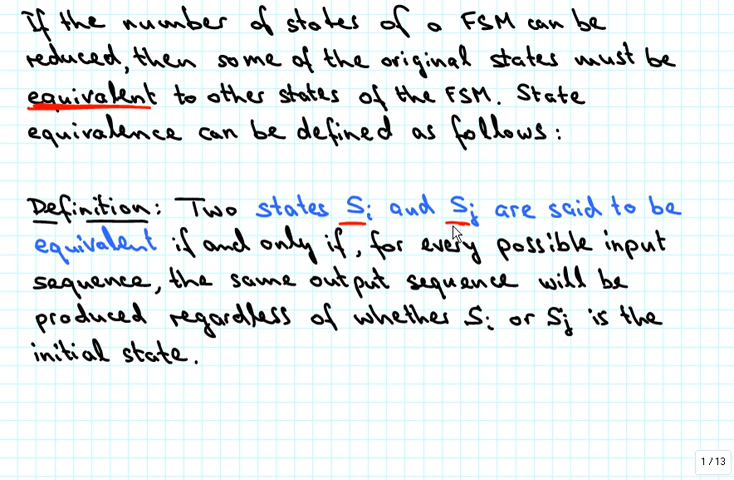 If the number of states of a FSM can be
reduced, then some of the original states must be
equivalent to other states of the FSM. State
equivalence can be defined as follows:
Definition: Two states Si and Sj are said to be
equivalent if and only if, for every possible input
sequence, the same output sequence will be
produced regardless of whether Si or Sj is the
initial state.
1 / 13